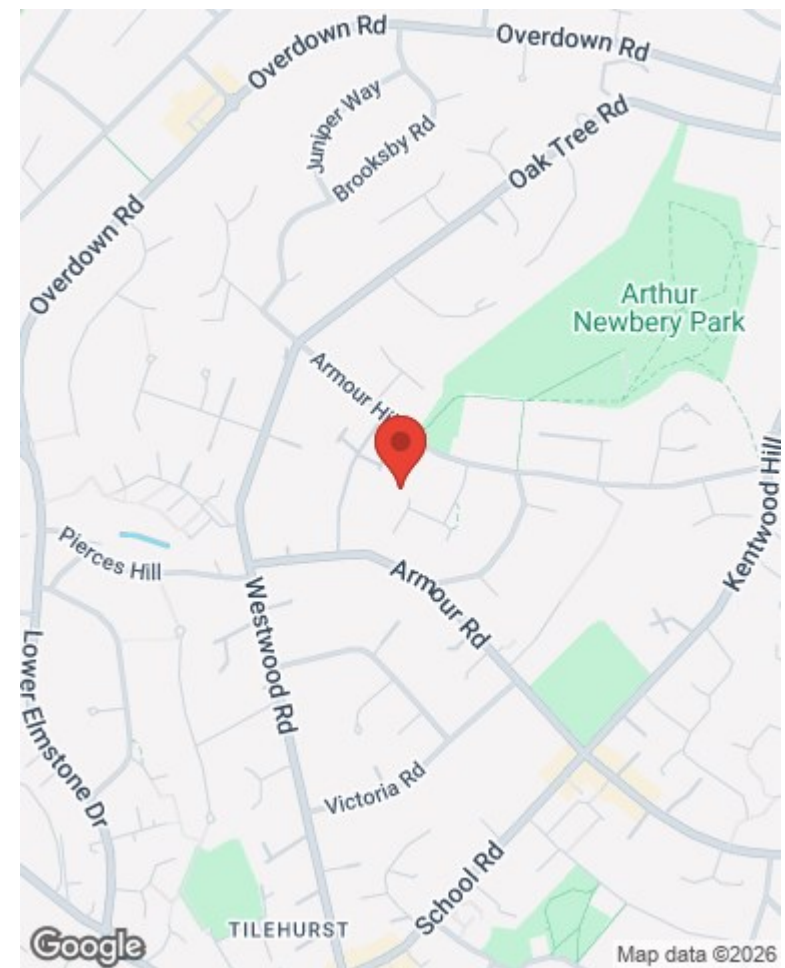 Overdown Rd
Overdown Rd
Juniper Way
Brooksby Rd
Oak Tree Rd
Overdown Rd
Arthur
Newbery Park
Armour Hill
Kentwood Hill
Pierces Hill
Armour Rd
Westwood Rd
Lower Elmstone Dr
Victoria Rd
School Rd
TILEHURST
Google
Map data ©2026